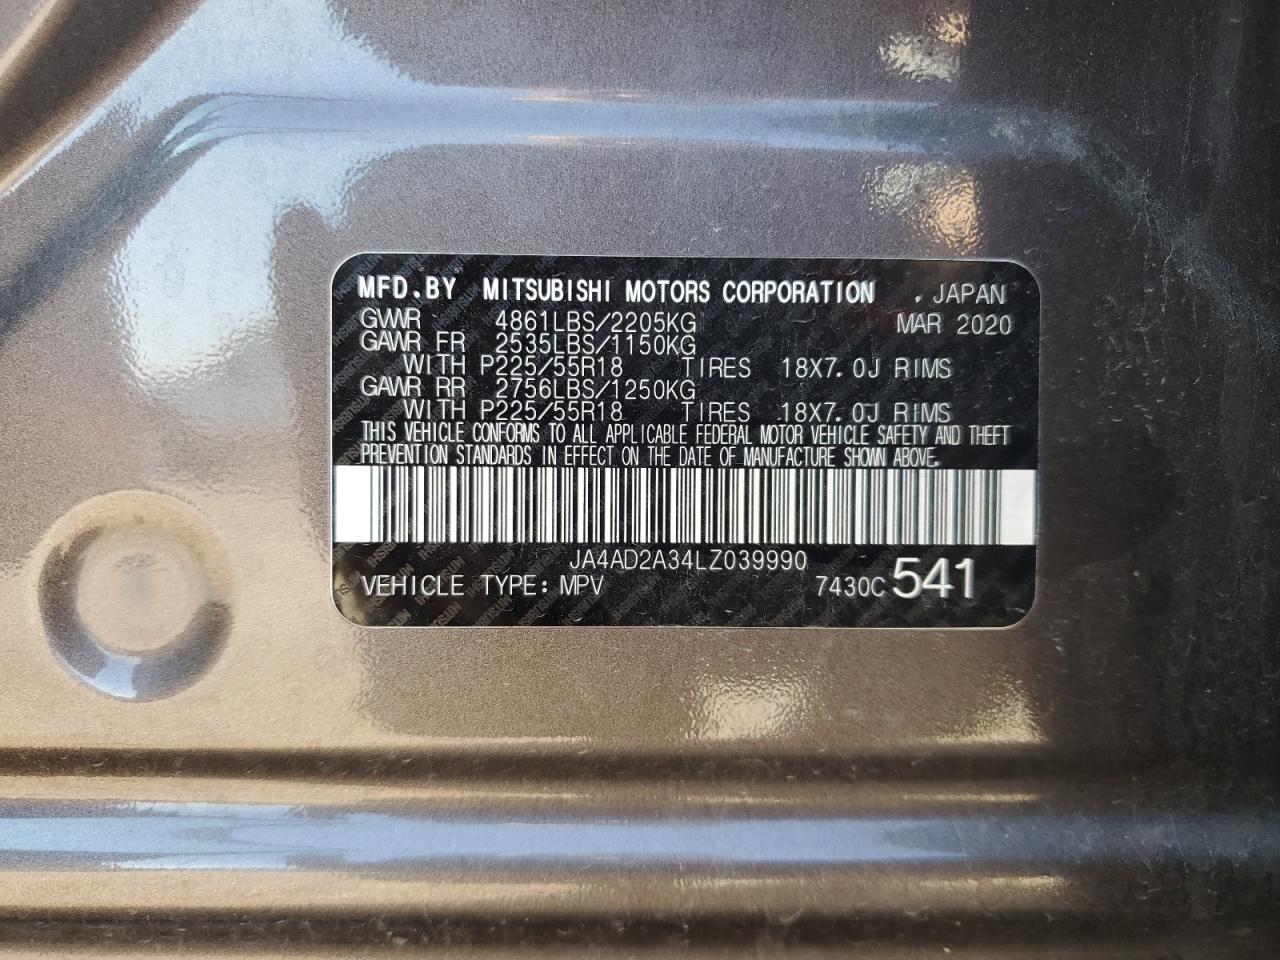 MFD.BY MITSUBISHI MOTORS CORPORATION , JAPAN
GVWR 4861LBS/2205KG MAR 2020
GAWR FR 2535LBS/1150KG
WITH P225/55R18 TIRES 18X7.0J RIMS
GAWR RR 2756LBS/1250KG
WITH P225/55R18 TIRES 18X7.0J RIMS
THIS VEHICLE CONFORMS TO ALL APPLICABLE FEDERAL MOTOR VEHICLE SAFETY AND THEFT
PREVENTION STANDARDS IN EFFECT ON THE DATE OF MANUFACTURE SHOWN ABOVE.
JA4AD2A34LZ039990
VEHICLE TYPE: MPV 7430C 541